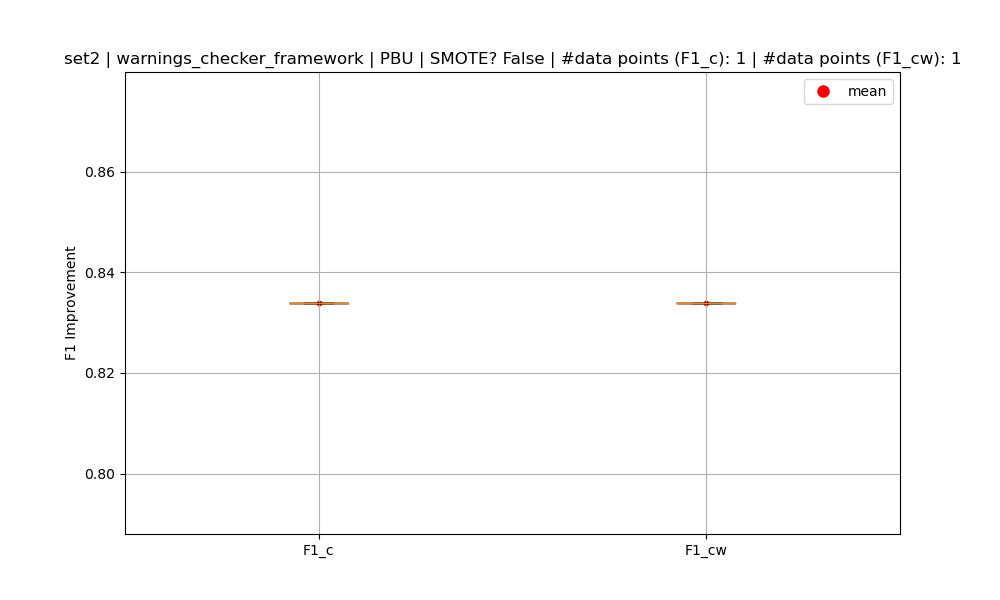 set2 | warnings_checker_framework | PBU | SMOTE? False | #data points (F1_c): 1 | #data points (F1_cw): 1
mean
0.86
0.84
0.82
0.80
F1 Improvement
F1_c
F1_cw